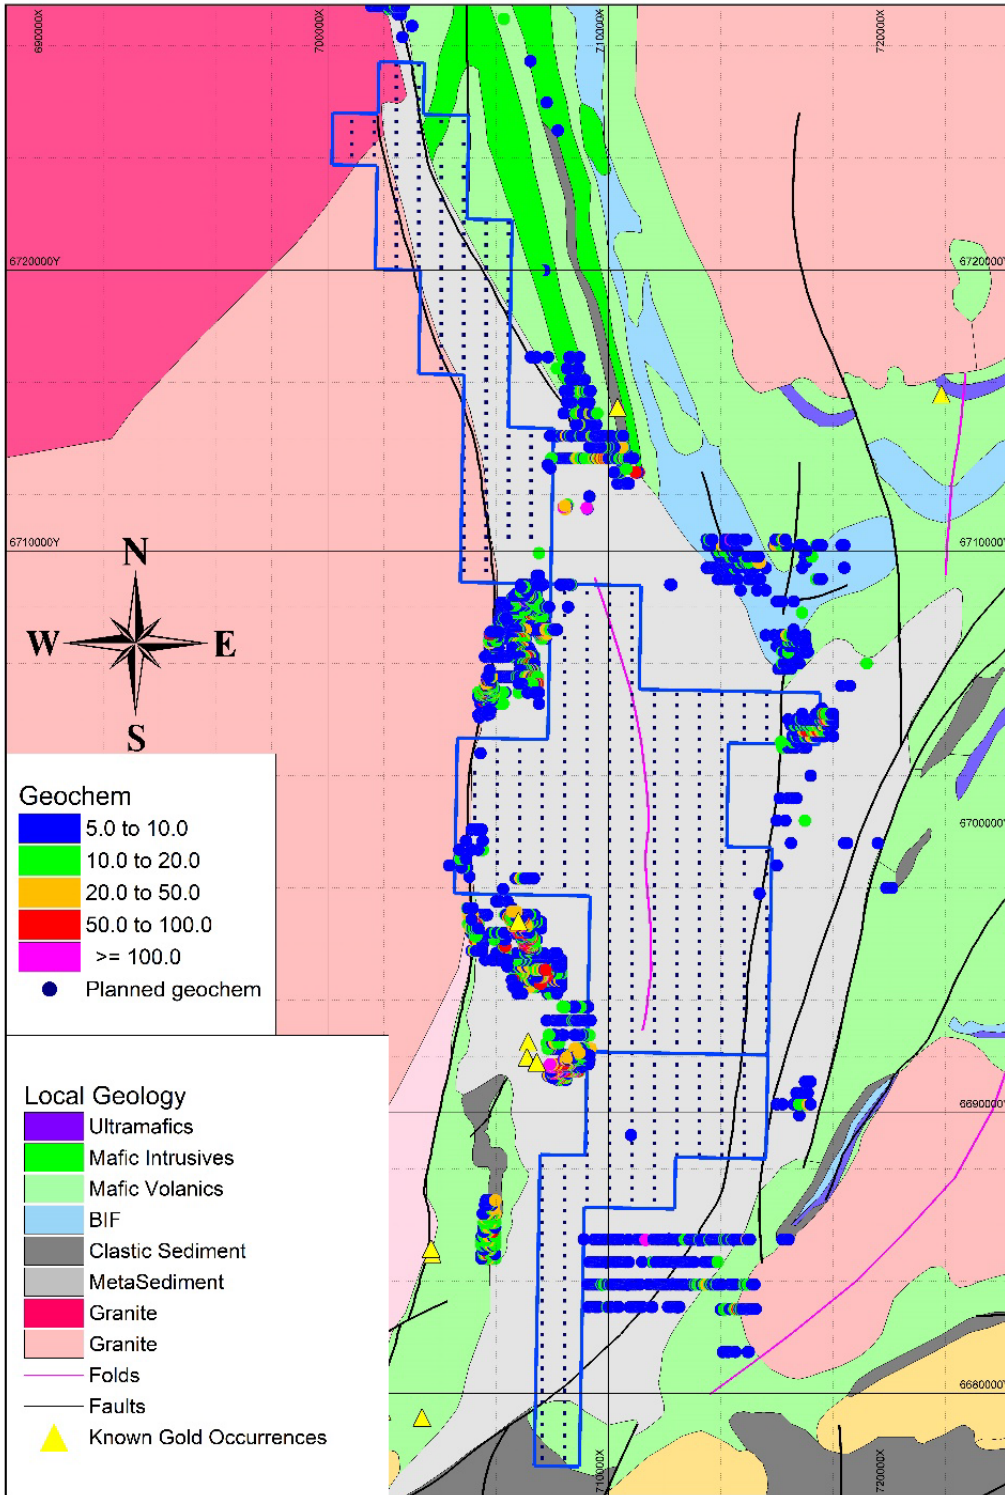 690000X
700000X
710000X
720000X
6720000Y
6720000Y
6710000Y
6710000Y
N
W E
S
6700000Y
Geochem
5.0 to 10.0
10.0 to 20.0
20.0 to 50.0
50.0 to 100.0
>= 100.0
Planned geochem
Local Geology
Ultramafics
Mafic Intrusives
Mafic Volanics
BIF
Clastic Sediment
MetaSediment
Granite
Granite
Folds
Faults
Known Gold Occurrences
6690000Y
6680000Y
710000X
720000X